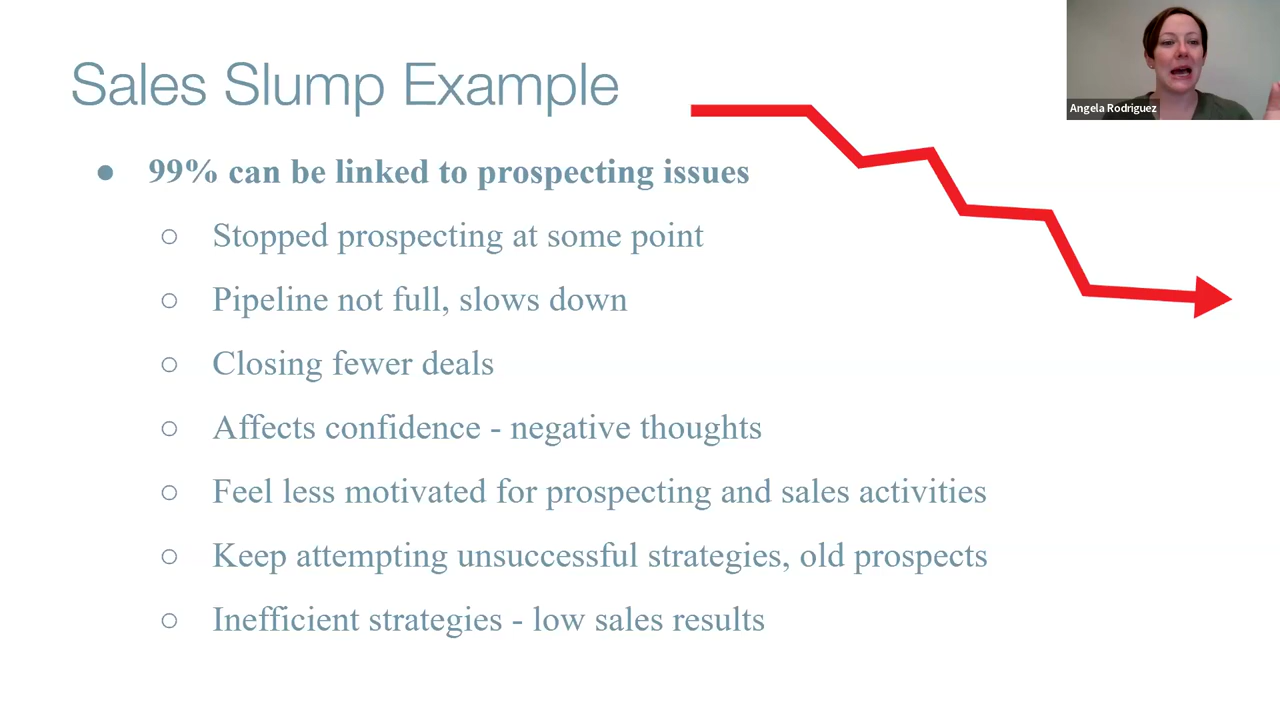 Sales Slump Example
Angela Rodriguez
● 99% can be linked to prospecting issues
○ Stopped prospecting at some point
○ Pipeline not full, slows down
○ Closing fewer deals
○ Affects confidence - negative thoughts
○ Feel less motivated for prospecting and sales activities
○ Keep attempting unsuccessful strategies, old prospects
○ Inefficient strategies - low sales results